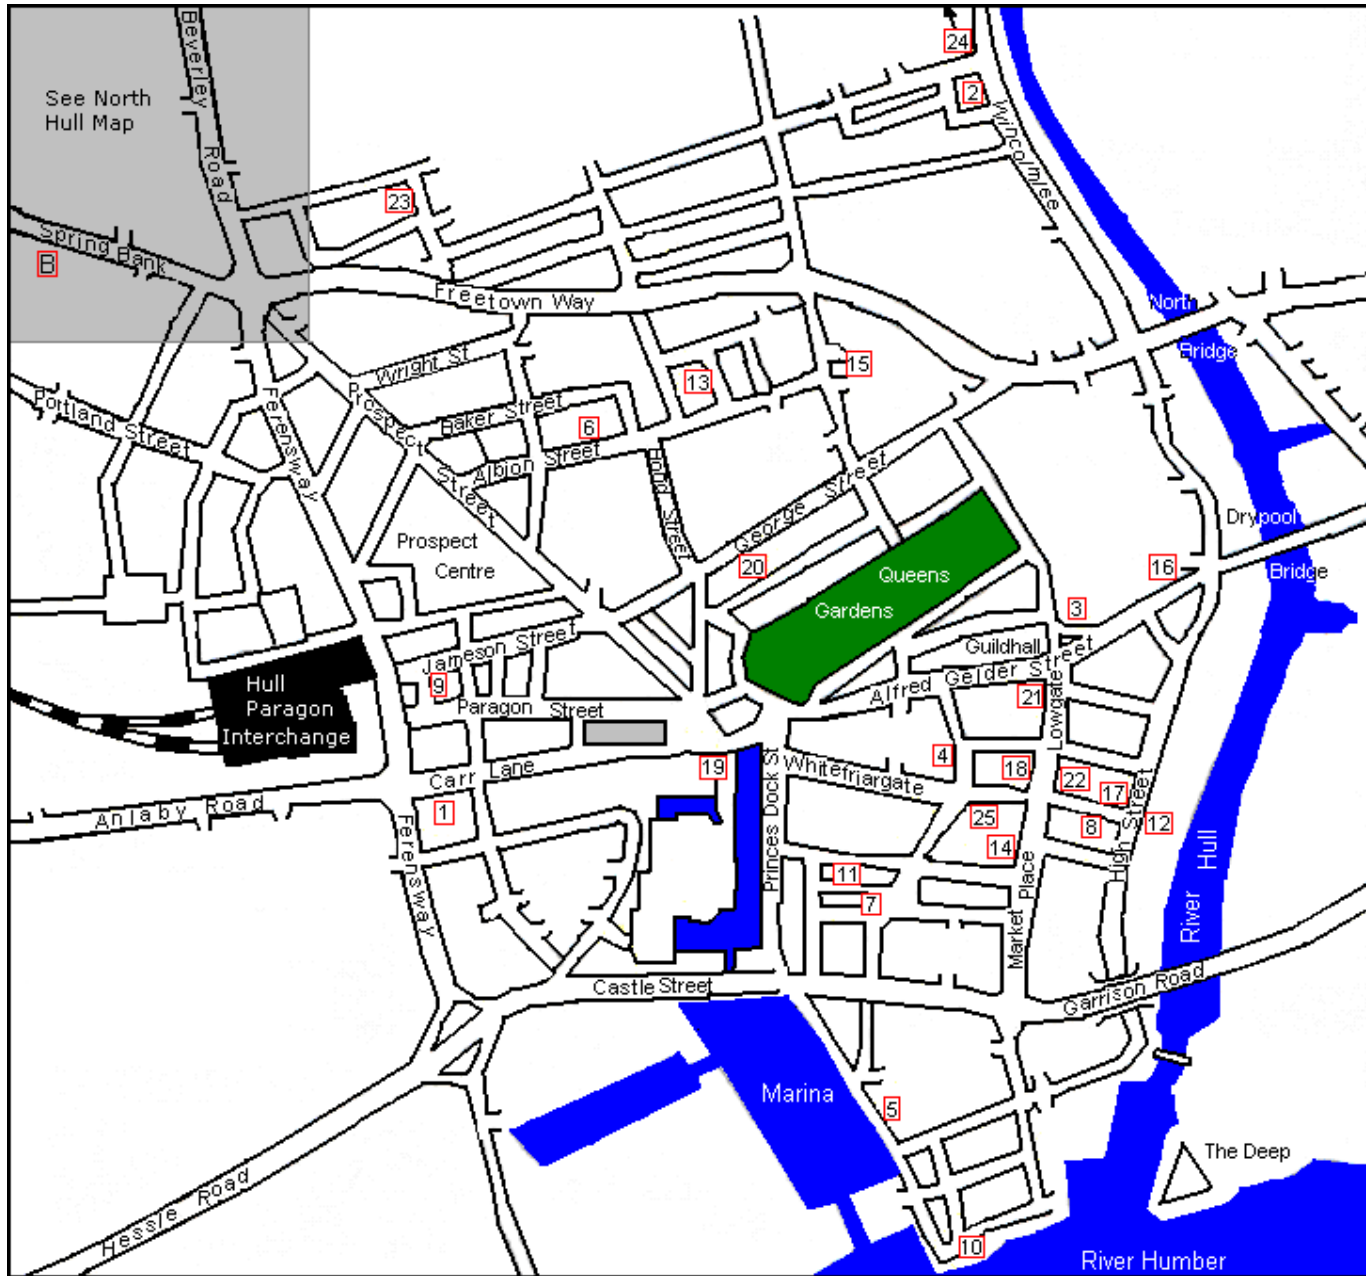 Beverley Road
24
See North
Hull Map
2
Wincolmlee
23
Spring Bank
B
Freetown Way
North
Bridge
Wright St
15
13
Portland Street
Ferensway
Prospect Street
Baker Street
6
Albion Street
Bond Street
George Street
Drypool
Bridge
Prospect
Centre
20
Queens
Gardens
16
3
Guildhall
Jameson Street
Alfred Gelder Street
Hull
Paragon
Interchange
9
Paragon Street
21
Lowgate
4
18
19
Carr Lane
Princes Dock St
Whitefriargate
22
17
High Street
12
Anlaby Road
1
25
8
14
Ferensway
11
7
Market Place
River Hull
Castle Street
Garrison Road
Marina
5
The Deep
Hessle Road
10
River Humber